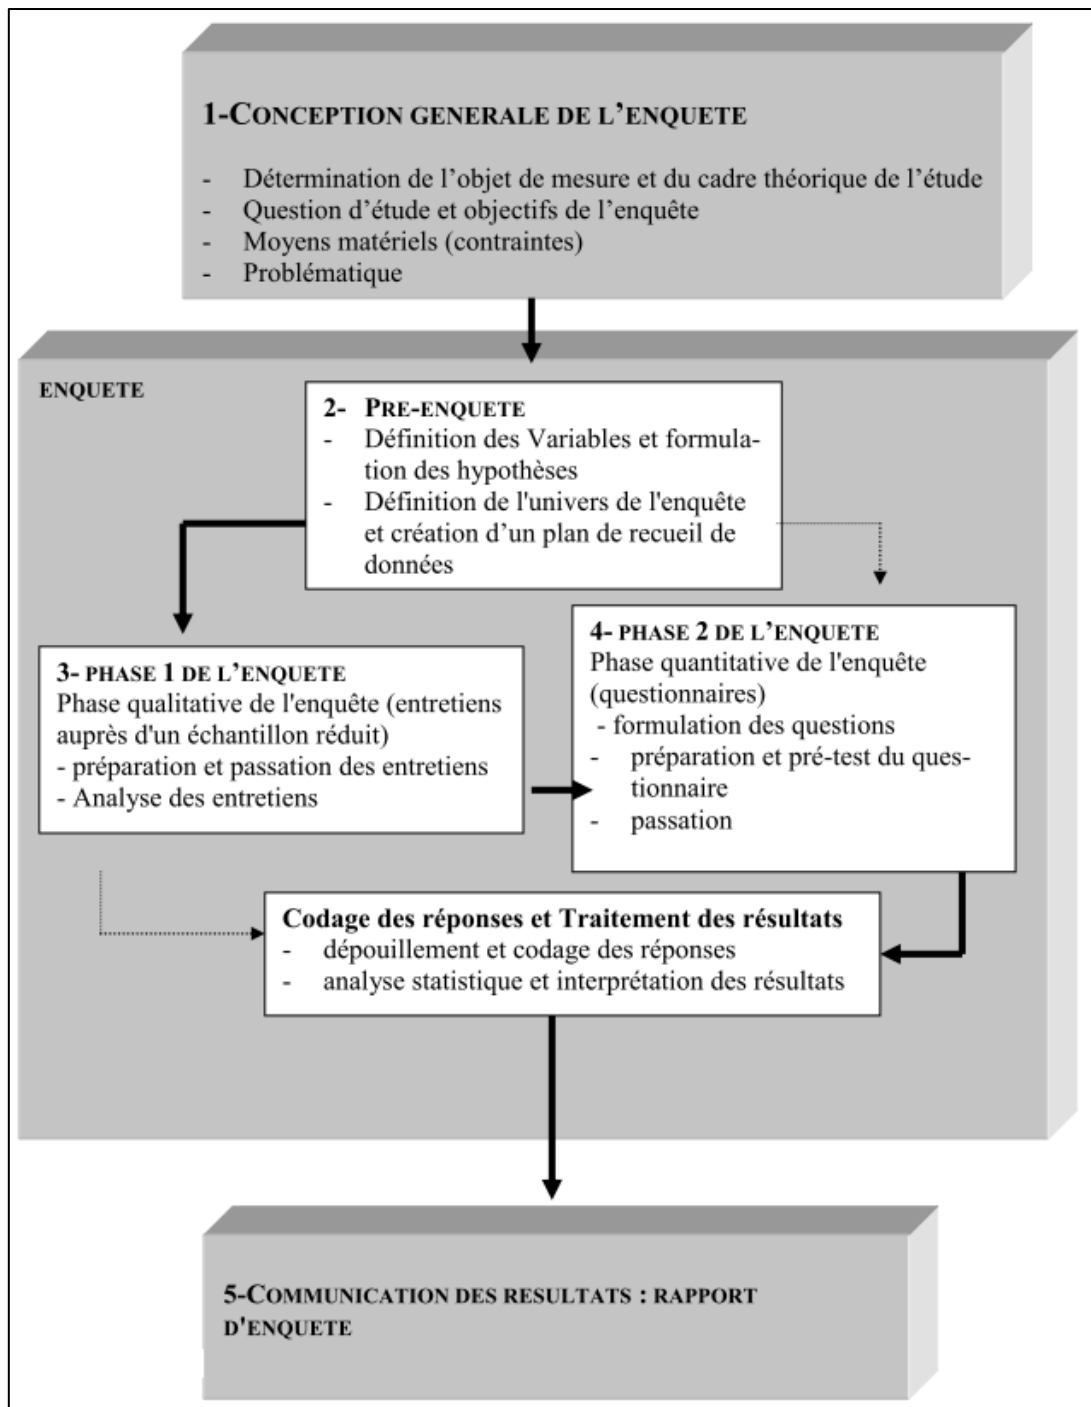 1-CONCEPTION GENERALE DE L’ENQUETE
- Détermination de l’objet de mesure et du cadre théorique de l’étude
- Question d’étude et objectifs de l’enquête
- Moyens matériels (contraintes)
- Problématique
ENQUETE
2- PRE-ENQUETE
- Définition des Variables et formula-
tion des hypothèses
- Définition de l'univers de l'enquête
et création d’un plan de recueil de
données
3- PHASE 1 DE L’ENQUETE
Phase qualitative de l'enquête (entretiens
auprès d'un échantillon réduit)
- préparation et passation des entretiens
- Analyse des entretiens
4- PHASE 2 DE L’ENQUETE
Phase quantitative de l'enquête
(questionnaires)
- formulation des questions
- préparation et pré-test du ques-
tionnaire
- passation
Codage des réponses et Traitement des résultats
- dépouillement et codage des réponses
- analyse statistique et interprétation des résultats
5-COMMUNICATION DES RESULTATS : RAPPORT
D'ENQUETE